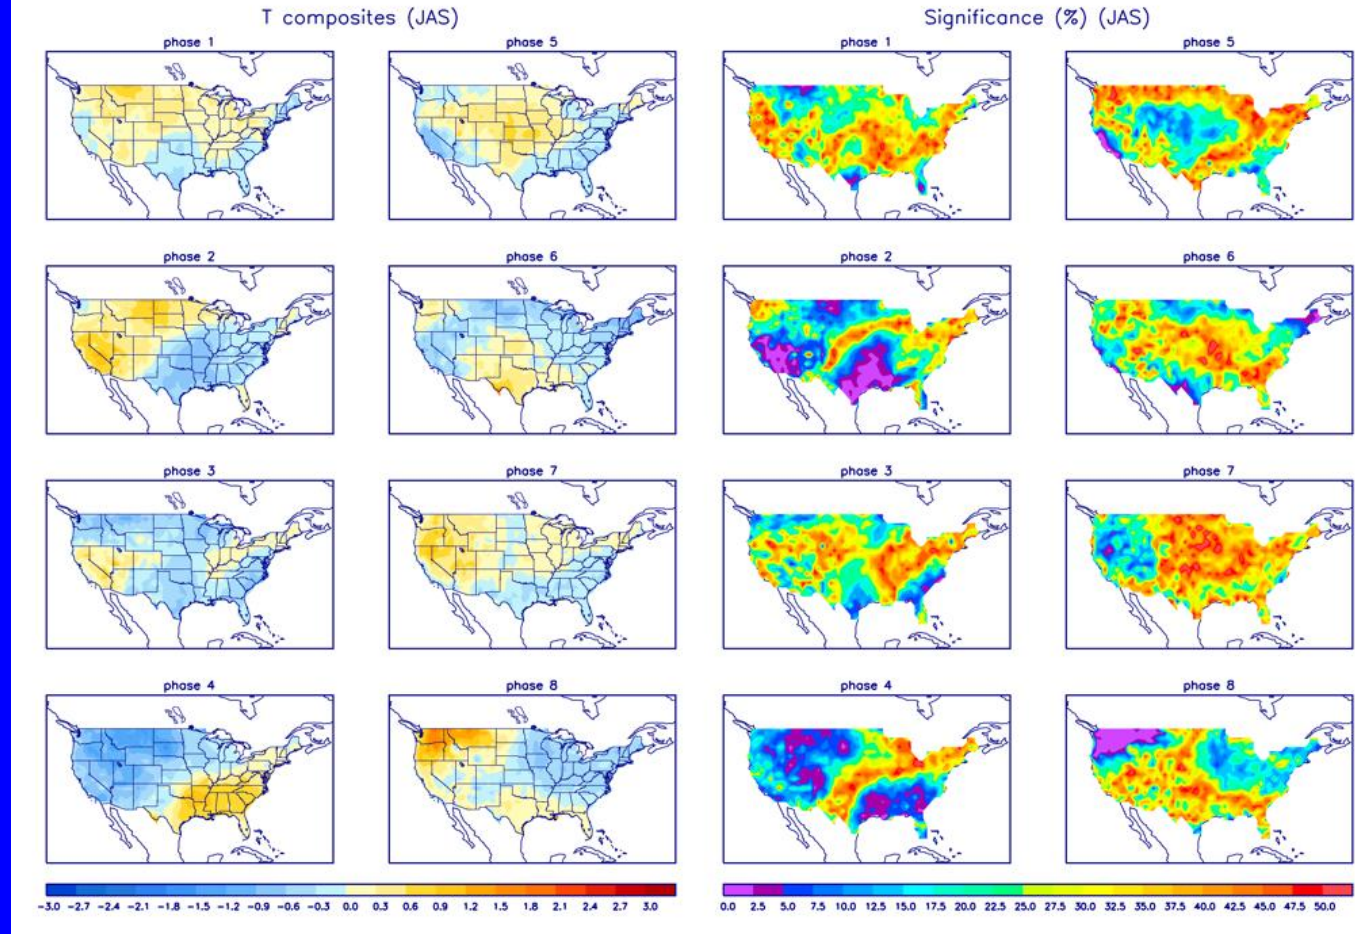 T composites (JAS)
Significance (%) (JAS)
phase 1
phase 5
phase 1
phase 5
phase 2
phase 6
phase 2
phase 6
phase 3
phase 7
phase 3
phase 7
phase 4
phase 8
phase 4
phase 8
-3.0 -2.7 -2.4 -2.1 -1.8 -1.5 -1.2 -0.9 -0.6 -0.3 0.0 0.3 0.6 0.9 1.2 1.5 1.8 2.1 2.4 2.7 3.0
0.0 2.5 5.0 7.5 10.0 12.5 15.0 17.5 20.0 22.5 25.0 27.5 30.0 32.5 35.0 37.5 40.0 42.5 45.0 47.5 50.0